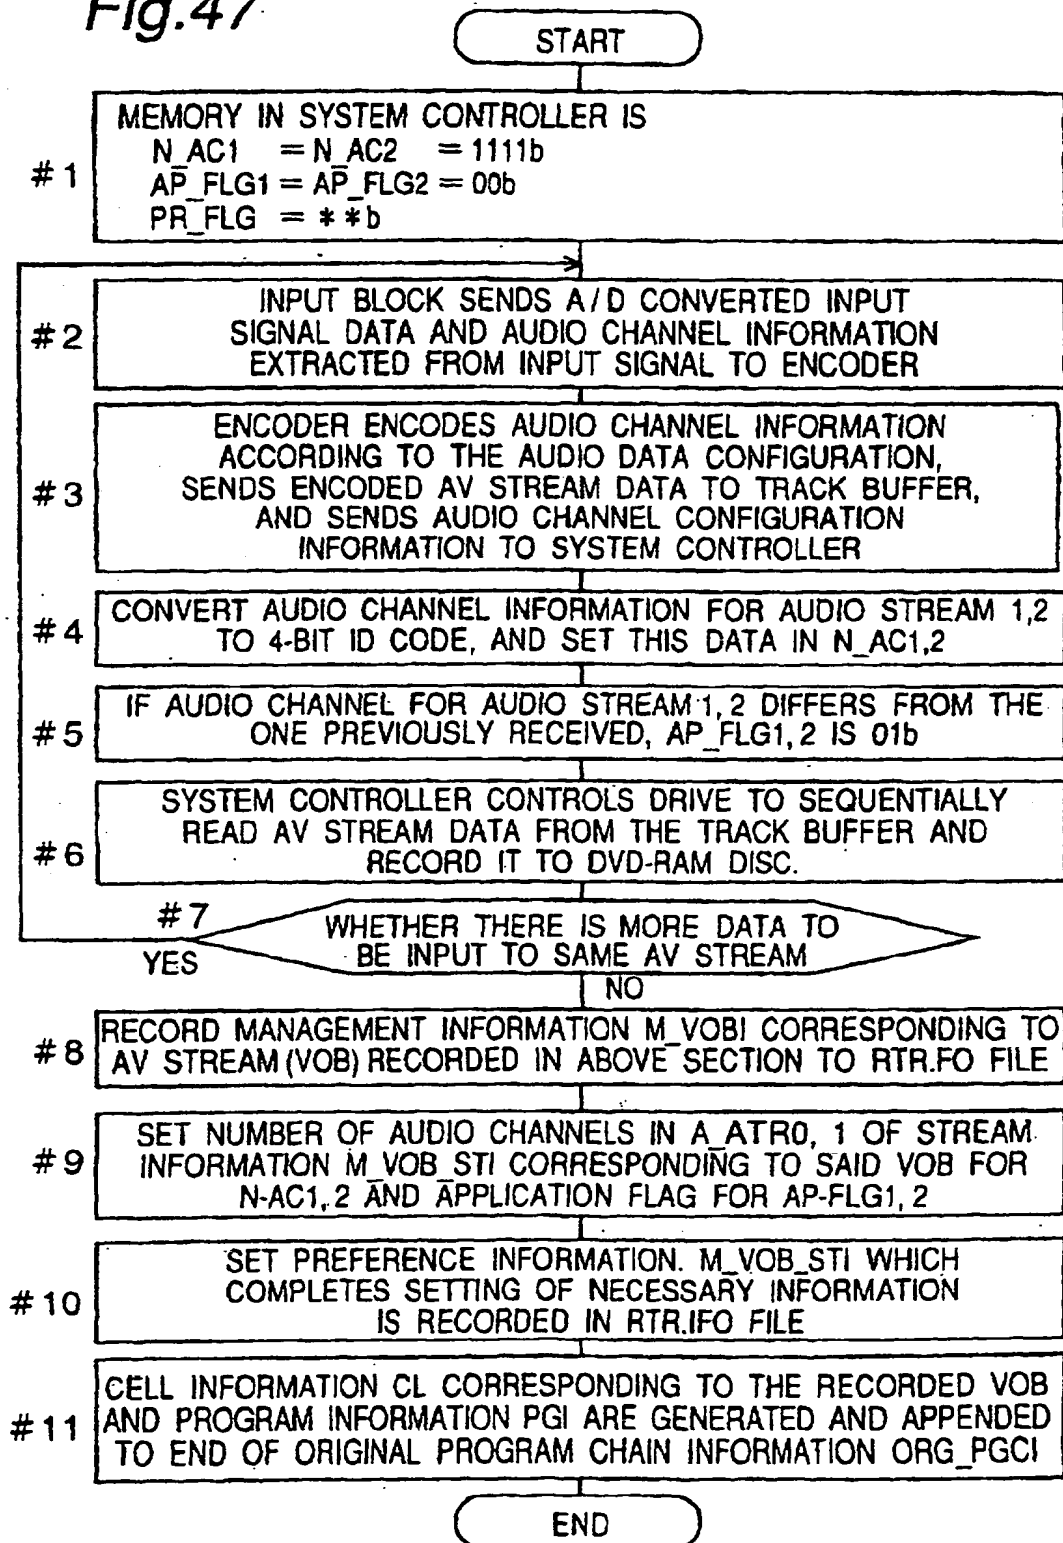 Fig.47
START
#1
MEMORY IN SYSTEM CONTROLLER IS
N_AC1 = N_AC2 = 1111b
AP_FLG1 = AP_FLG2 = 00b
PR_FLG = **b
#2
INPUT BLOCK SENDS A/D CONVERTED INPUT
SIGNAL DATA AND AUDIO CHANNEL INFORMATION
EXTRACTED FROM INPUT SIGNAL TO ENCODER
#3
ENCODER ENCODES AUDIO CHANNEL INFORMATION
ACCORDING TO THE AUDIO DATA CONFIGURATION,
SENDS ENCODED AV STREAM DATA TO TRACK BUFFER,
AND SENDS AUDIO CHANNEL CONFIGURATION
INFORMATION TO SYSTEM CONTROLLER
#4
CONVERT AUDIO CHANNEL INFORMATION FOR AUDIO STREAM 1,2
TO 4-BIT ID CODE, AND SET THIS DATA IN N_AC1,2
#5
IF AUDIO CHANNEL FOR AUDIO STREAM 1, 2 DIFFERS FROM THE
ONE PREVIOUSLY RECEIVED, AP_FLG1, 2 IS 01b
#6
SYSTEM CONTROLLER CONTROLS DRIVE TO SEQUENTIALLY
READ AV STREAM DATA FROM THE TRACK BUFFER AND
RECORD IT TO DVD-RAM DISC.
#7
WHETHER THERE IS MORE DATA TO
BE INPUT TO SAME AV STREAM
YES
NO
#8
RECORD MANAGEMENT INFORMATION M_VOBI CORRESPONDING TO
AV STREAM (VOB) RECORDED IN ABOVE SECTION TO RTR.FO FILE
#9
SET NUMBER OF AUDIO CHANNELS IN A_ATR0, 1 OF STREAM
INFORMATION M_VOB_STI CORRESPONDING TO SAID VOB FOR
N-AC1, 2 AND APPLICATION FLAG FOR AP-FLG1, 2
#10
SET PREFERENCE INFORMATION. M_VOB_STI WHICH
COMPLETES SETTING OF NECESSARY INFORMATION
IS RECORDED IN RTR.IFO FILE
#11
CELL INFORMATION CL CORRESPONDING TO THE RECORDED VOB
AND PROGRAM INFORMATION PGI ARE GENERATED AND APPENDED
TO END OF ORIGINAL PROGRAM CHAIN INFORMATION ORG_PGCI
END